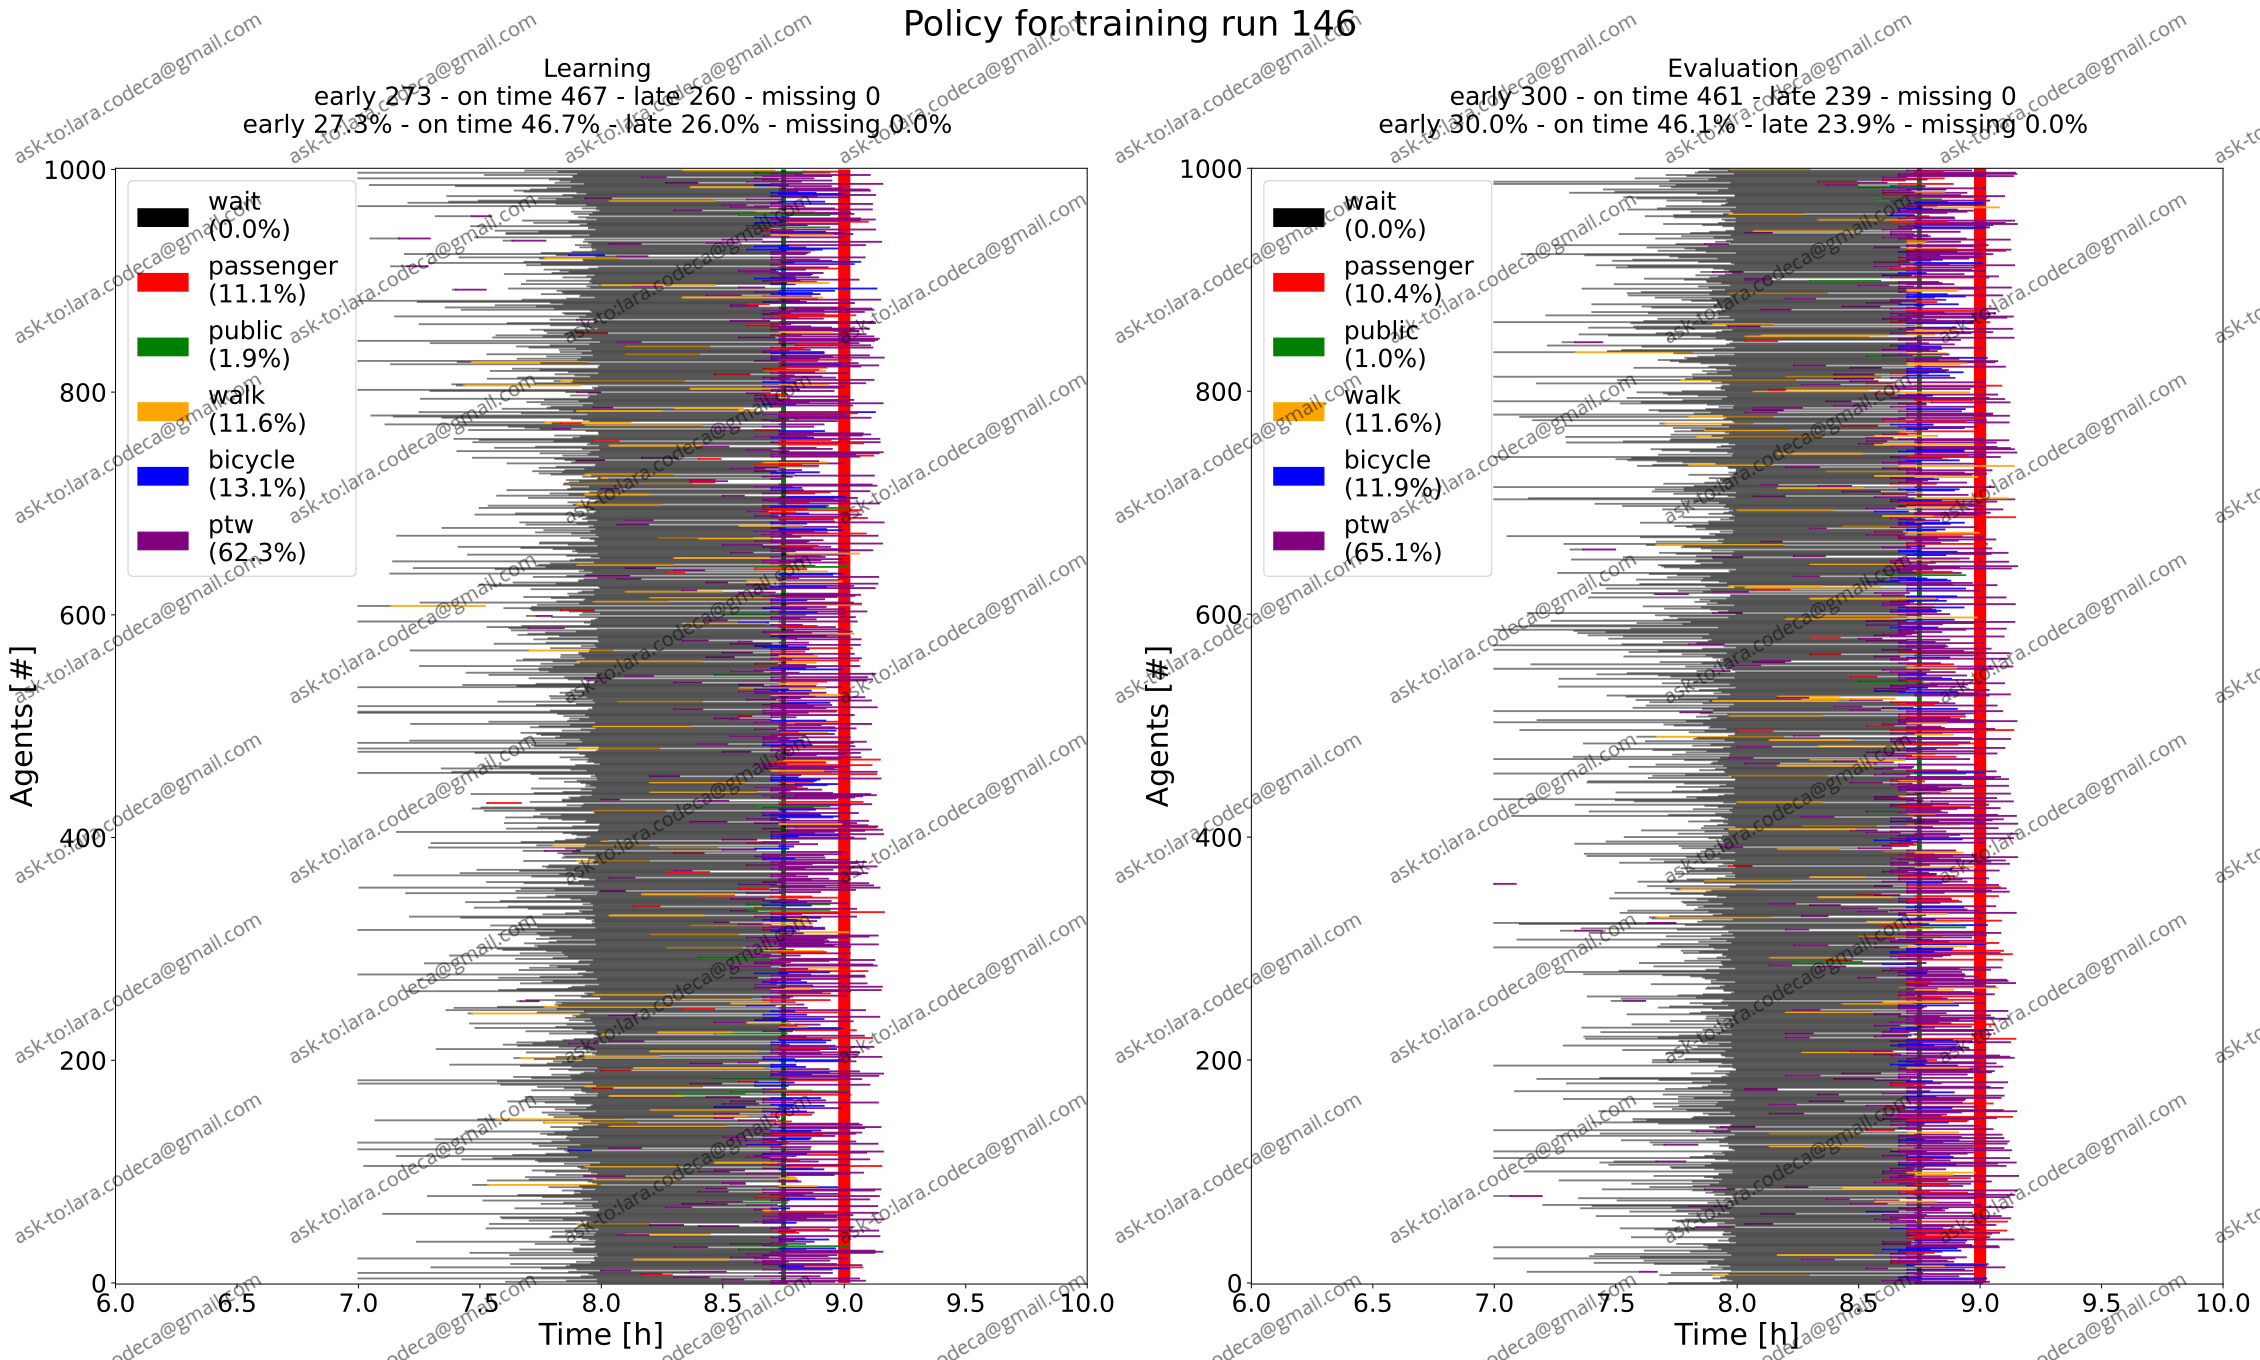 Policy for training run 146
Learning
early 273 - on time 467 - late 260 - missing 0
early 27.3% - on time 46.7% - late 26.0% - missing 0.0%
1000
800
600
400
200
0
Agents [#]
wait
(0.0%)
passenger
(11.1%)
public
(1.9%)
walk
(11.6%)
bicycle
(13.1%)
ptw
(62.3%)
6.0 6.5 7.0 7.5 8.0 8.5 9.0 9.5 10.0
Time [h]
Evaluation
early 300 - on time 461 - late 239 - missing 0
early 30.0% - on time 46.1% - late 23.9% - missing 0.0%
1000
800
600
400
200
0
Agents [#]
wait
(0.0%)
passenger
(10.4%)
public
(1.0%)
walk
(11.6%)
bicycle
(11.9%)
ptw
(65.1%)
6.0 6.5 7.0 7.5 8.0 8.5 9.0 9.5 10.0
Time [h]
ask-to:lara.codeca@gmail.com